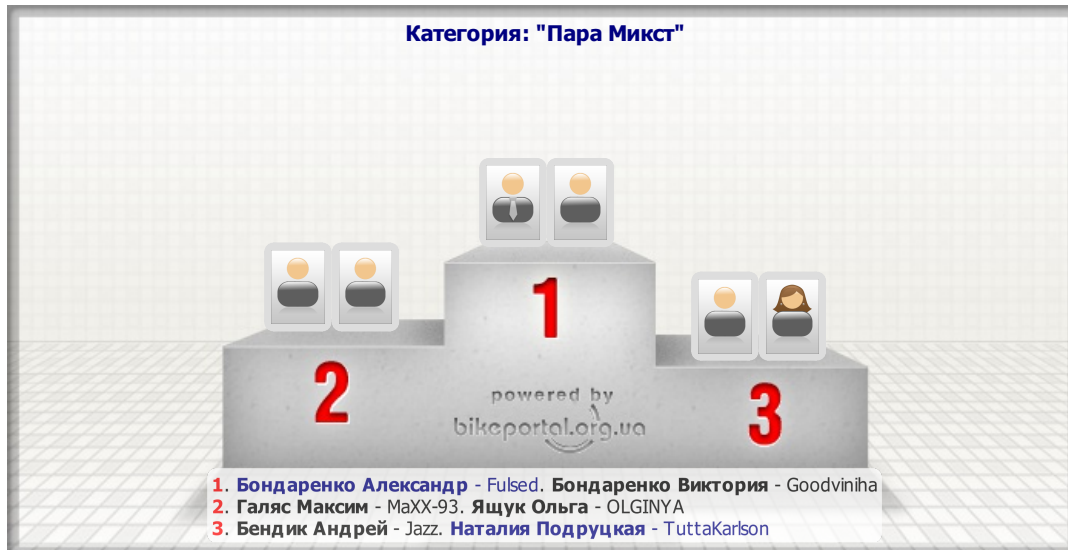 Категория: "Пара Микст"
1
2
3
powered by
bikeportal.org.ua
1. Бондаренко Александр - Fulsed. Бондаренко Виктория - Goodviniha
2. Галяс Максим - MaXX-93. Ящук Ольга - OLGINYA
3. Бендик Андрей - Jazz. Наталия Подруцкая - TuttaKarlson